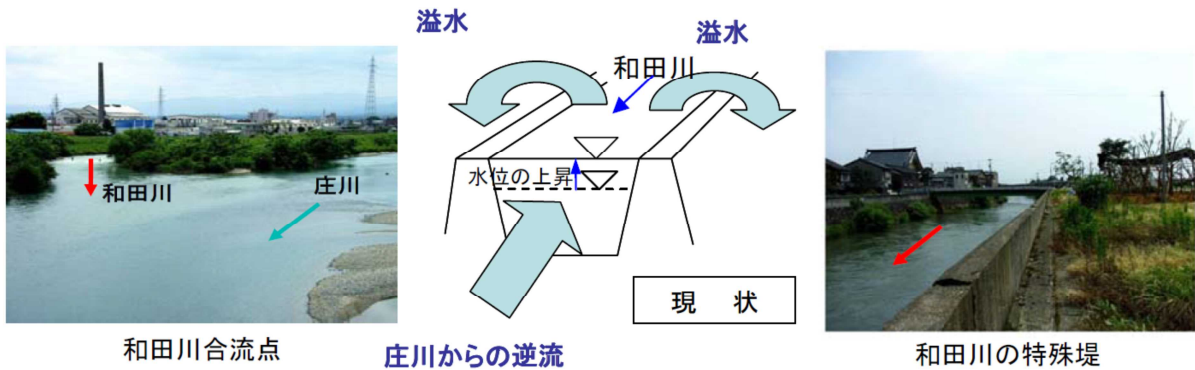 溢水
溢水
和田川
和田川
庄川
水位の上昇
現 状
和田川合流点
庄川からの逆流
和田川の特殊堤